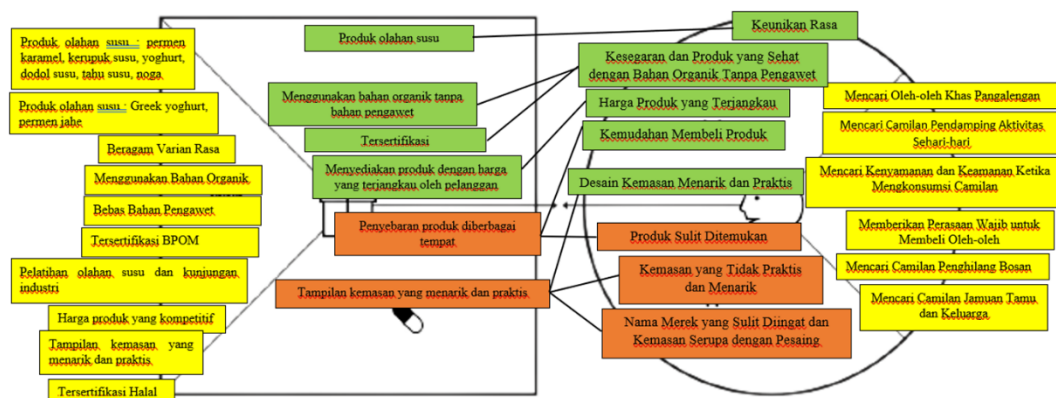 Produk olahan susu : permen
karamel, kerupuk susu, yoghurt,
dodol susu, tahu susu, noga
Produk olahan susu : Greek yoghurt,
permen jahe
Beragam Varian Rasa
Menggunakan Bahan Organik
Bebas Bahan Pengawet
Tersertifikasi BPOM
Pelatihan olahan susu dan kunjungan
industri
Harga produk yang kompetitif
Tampilan kemasan yang
menarik dan praktis
Tersertifikasi Halal
Produk olahan susu
Menggunakan bahan organik tanpa
bahan pengawet
Tersertifikasi
Menyediakan produk dengan harga
yang terjangkau oleh pelanggan
Penyebaran produk diberbagai
tempat
Tampilan kemasan yang menarik dan praktis
Keunikan Rasa
Kesegaran dan Produk yang Sehat
dengan Bahan Organik Tanpa Pengawet
Harga Produk yang Terjangkau
Kemudahan Membeli Produk
Desain Kemasan Menarik dan Praktis
Produk Sulit Ditemukan
Kemasan yang Tidak Praktis
dan Menarik
Nama Merek yang Sulit Diingat dan
Kemasan Serupa dengan Pesaing
Mencari Oleh-oleh Khas Pangalengan
Mencari Camilan Pendamping Aktivitas
Sehari-hari
Mencari Kenyamanan dan Keamanan Ketika
Mengkonsumsi Camilan
Memberikan Perasaan Wajib untuk
Membeli Oleh-oleh
Mencari Camilan Penghilang Bosan
Mencari Camilan Jamuan Tamu
dan Keluarga